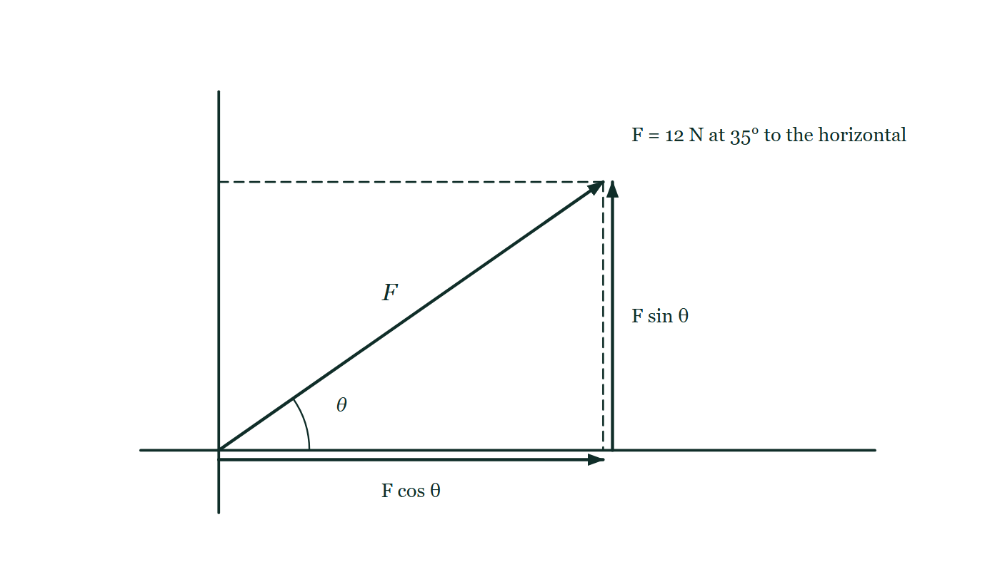 F = 12 N at 35° to the horizontal
F
F sin θ
θ
F cos θ